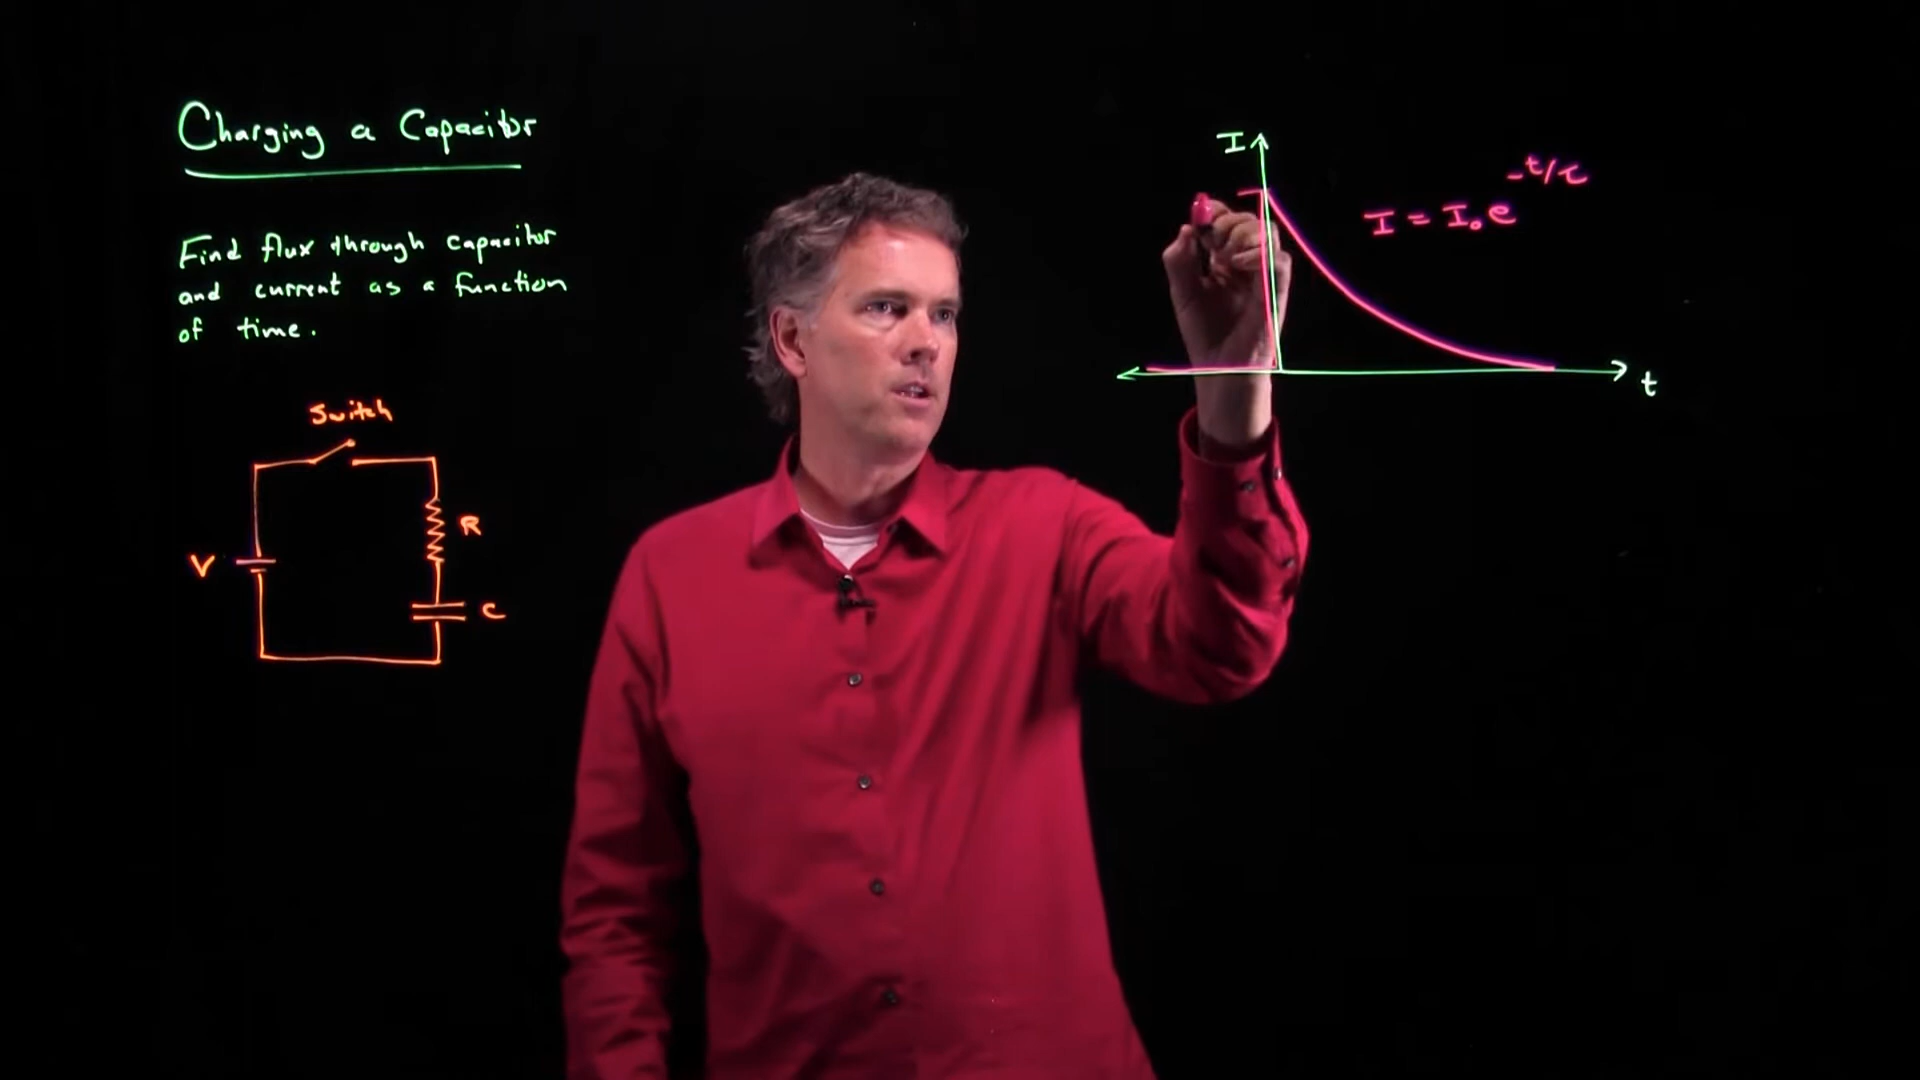 Charging a Capacitor
Find flux through capacitor
and current as a function
of time.
Switch
V
R
C
I
I = I₀e^-t/τ
t